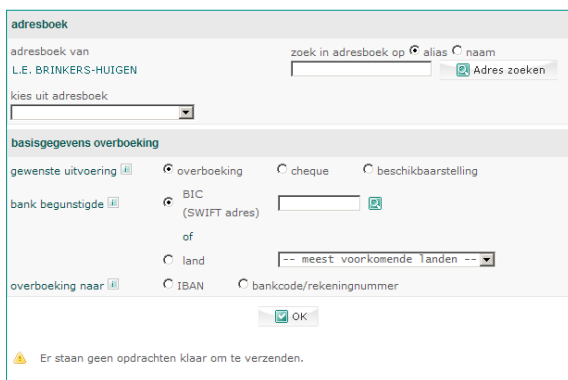 adresboek
adresboek van
zoek in adresboek op alias naam
L.E. BRINKERS-HUIGEN
Adres zoeken
kies uit adresboek
basisgegevens overboeking
gewenste uitvoering overboeking cheque beschikbaarstelling
bank begunstigde BIC
(SWIFT adres)
of
land -- meest voorkomende landen --
overboeking naar IBAN bankcode/rekeningnummer
OK
Er staan geen opdrachten klaar om te verzenden.